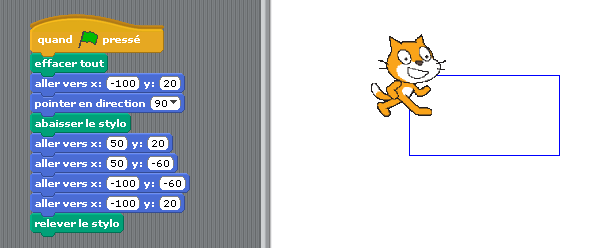 quand pressé
effacer tout
aller vers x: -100 y: 20
pointer en direction 90
abaisser le stylo
aller vers x: 50 y: 20
aller vers x: 50 y: -60
aller vers x: -100 y: -60
aller vers x: -100 y: 20
relever le stylo